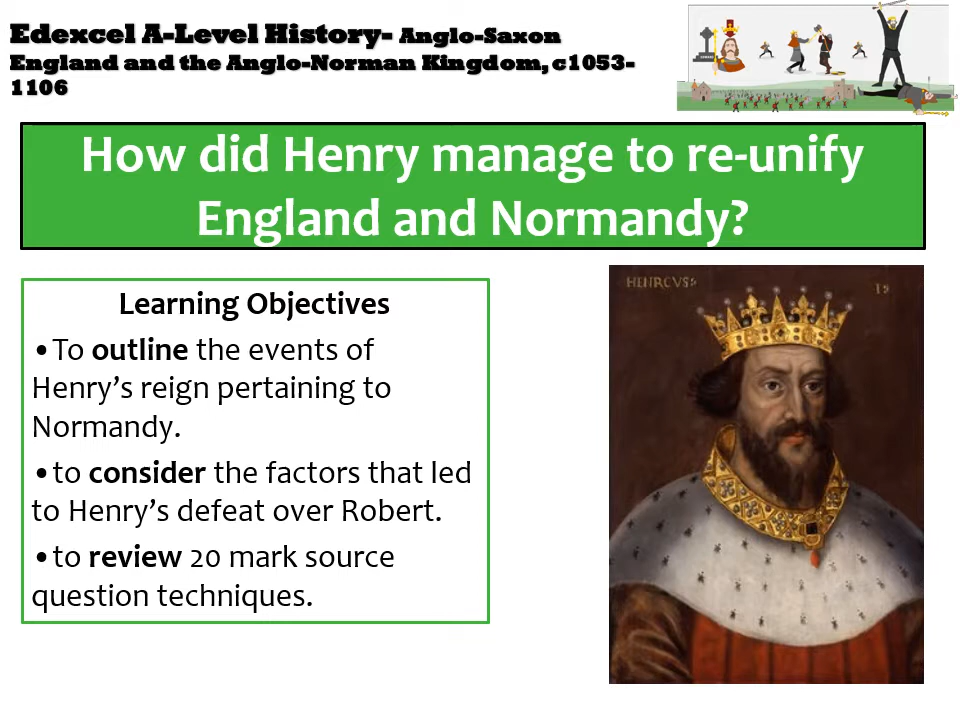 Edexcel A-Level History- Anglo-Saxon
England and the Anglo-Norman Kingdom, c1053-
1106
How did Henry manage to re-unify
England and Normandy?
Learning Objectives
•To outline the events of
Henry’s reign pertaining to
Normandy.
•to consider the factors that led
to Henry’s defeat over Robert.
•to review 20 mark source
question techniques.
HENRCVS